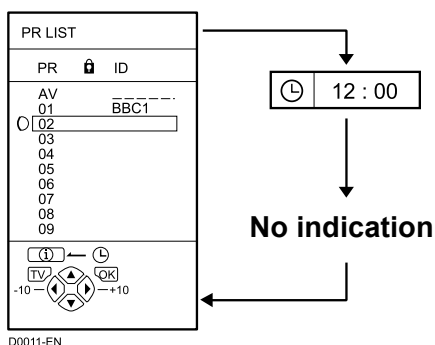 PR LIST
PR ID
AV _ _ _ _ _
01 BBC1
02
03
04
05
06
07
08
09
i
TV OK
-10 +10
12 : 00
No indication
D0011-EN